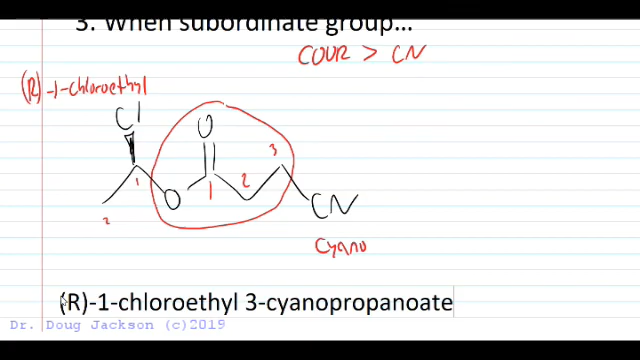 3. When subordinate group...
COOR > CN
(R)-1-chloroethyl
Cl
O
3
1
2
O
1
2
CN
Cyano
(R)-1-chloroethyl 3-cyanopropanoate
Dr. Doug Jackson (c)2019